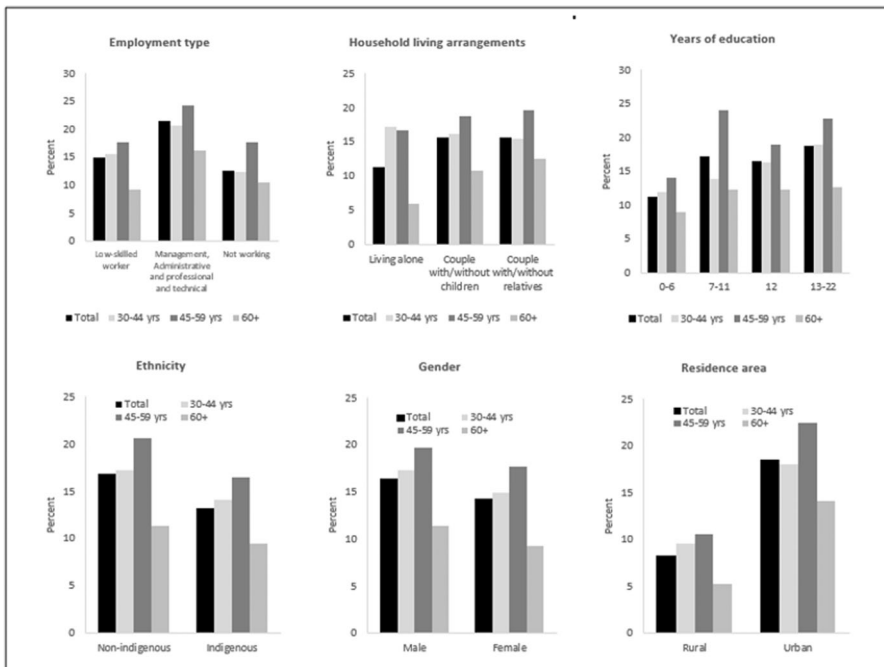 Employment type
Percent
30
25
20
15
10
5
0
Low-skilled
worker
Management,
Administrative
and professional
and technical
Not working
Total 30-44 yrs 45-59 yrs 60+
Household living arrangements
Percent
25
20
15
10
5
0
Living alone
Couple
with/without
children
Couple
with/without
relatives
Total 30-44 yrs 45-59 yrs 60+
Years of education
Percent
30
25
20
15
10
5
0
0-6 7-11 12 13-22
Total 30-44 yrs 45-59 yrs 60+
Ethnicity
Total 30-44 yrs
45-59 yrs 60+
Percent
25
20
15
10
5
0
Non-indigenous Indigenous
Gender
Total 30-44 yrs
45-59 yrs 60+
Percent
25
20
15
10
5
0
Male Female
Residence area
Total 30-44 yrs
45-59 yrs 60+
Percent
25
20
15
10
5
0
Rural Urban